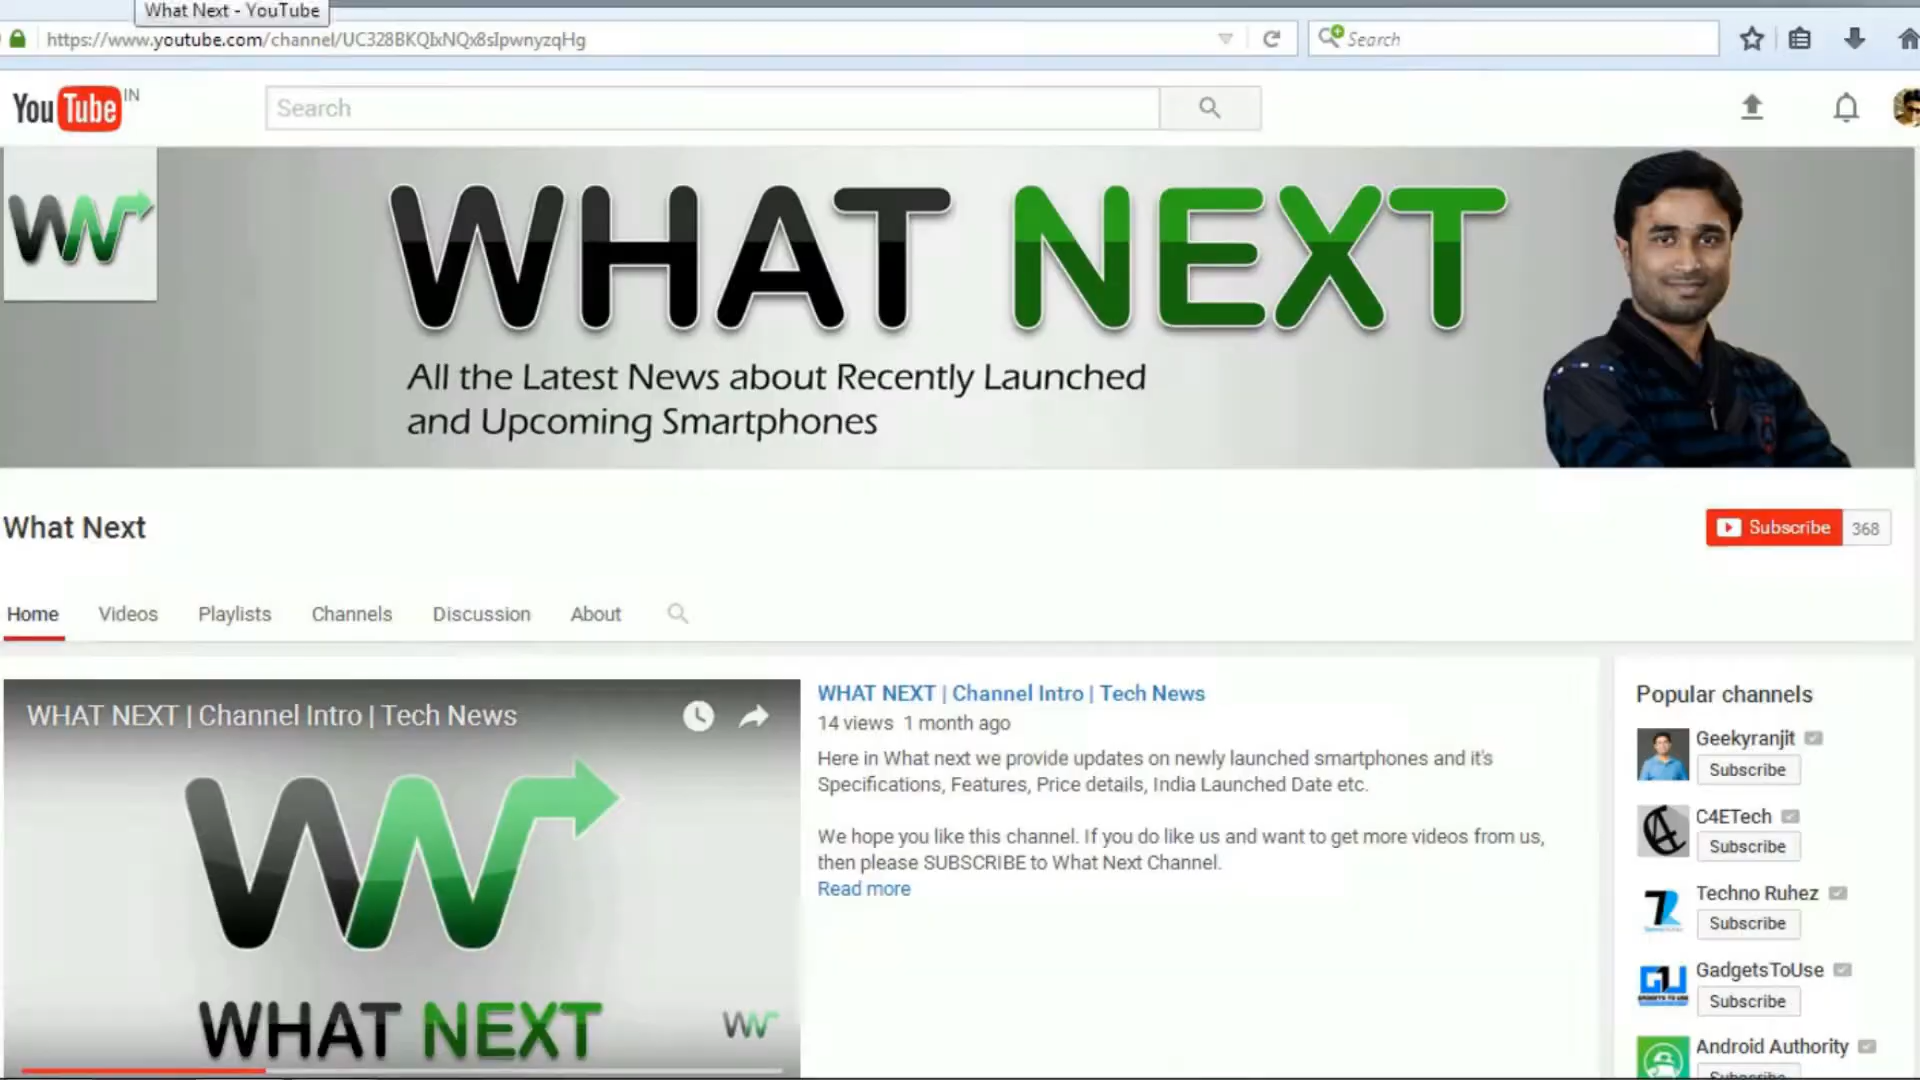 What Next - YouTube
https://www.youtube.com/channel/UC328BKQIxNQx8sIpwnyzqHg
Search
YouTube IN
Search
WN
WHAT NEXT
All the Latest News about Recently Launched
and Upcoming Smartphones
What Next
Subscribe 368
Home Videos Playlists Channels Discussion About
WHAT NEXT | Channel Intro | Tech News
WN
WHAT NEXT
WN
WHAT NEXT | Channel Intro | Tech News
14 views 1 month ago
Here in What next we provide updates on newly launched smartphones and it's
Specifications, Features, Price details, India Launched Date etc.
We hope you like this channel. If you do like us and want to get more videos from us,
then please SUBSCRIBE to What Next Channel.
Read more
Popular channels
Geekyranjit
Subscribe
C4ETech
Subscribe
Techno Ruhez
Subscribe
GadgetsToUse
Subscribe
Android Authority
Subscribe